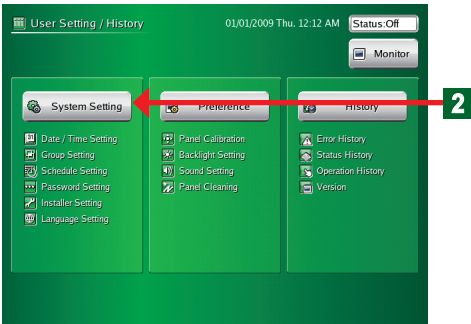 User Setting / History
01/01/2009 Thu. 12:12 AM
Status:Off
Monitor
System Setting
Preference
History
2
Date / Time Setting
Group Setting
Schedule Setting
Password Setting
Installer Setting
Language Setting
Panel Calibration
Backlight Setting
Sound Setting
Panel Cleaning
Error History
Status History
Operation History
Version